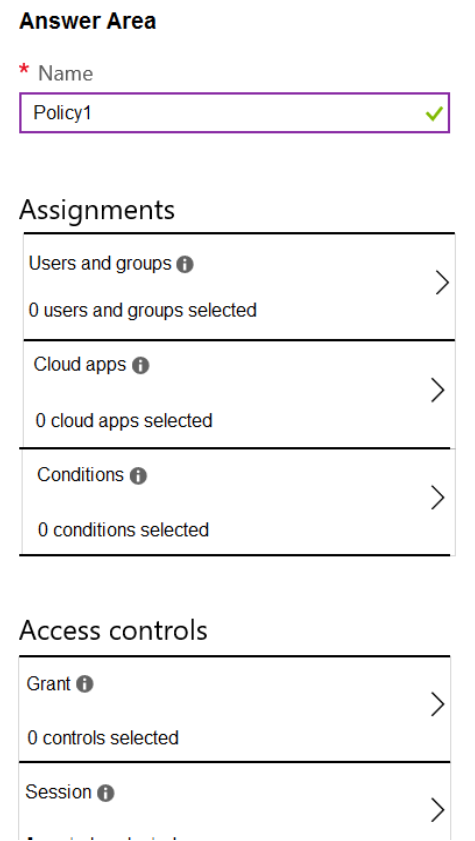 Answer Area
* Name
Policy1
Assignments
Users and groups
0 users and groups selected
Cloud apps
0 cloud apps selected
Conditions
0 conditions selected
Access controls
Grant
0 controls selected
Session